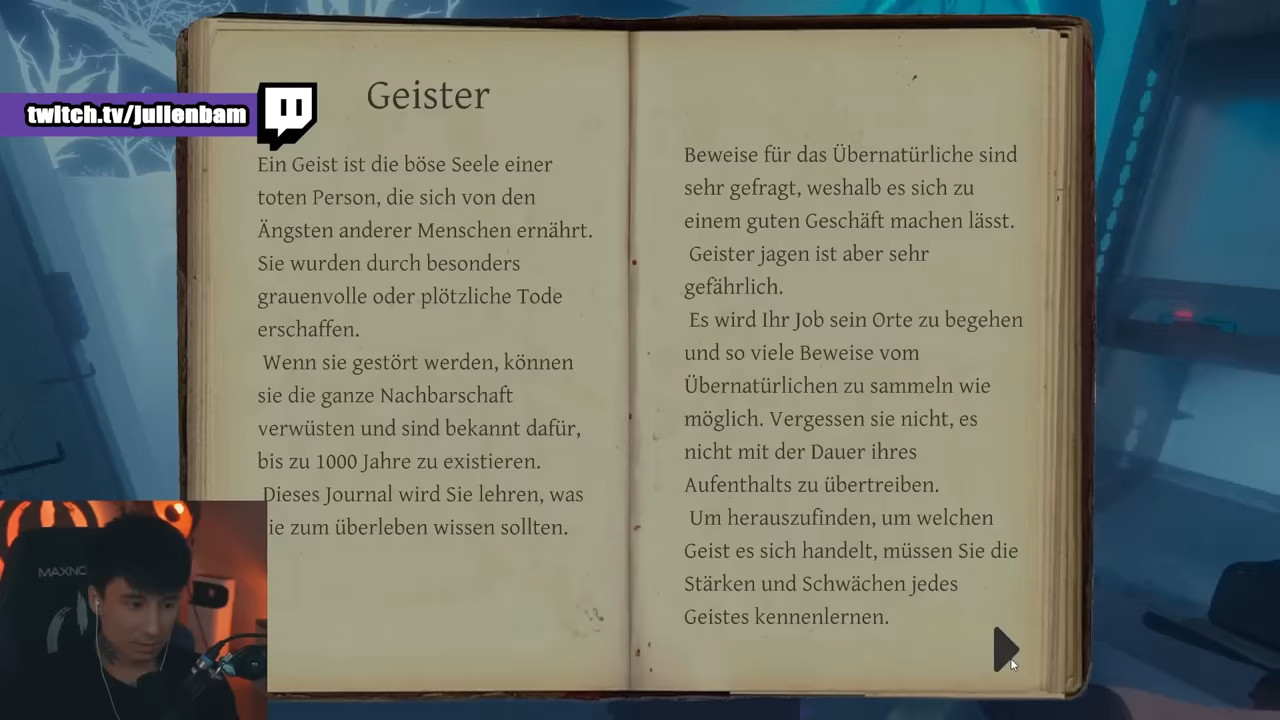 twitch.tv/julienbam
Geister
Ein Geist ist die böse Seele einer
toten Person, die sich von den
Ängsten anderer Menschen ernährt.
Sie wurden durch besonders
grauenvolle oder plötzliche Tode
erschaffen.
Wenn sie gestört werden, können
sie die ganze Nachbarschaft
verwüsten und sind bekannt dafür,
bis zu 1000 Jahre zu existieren.
Dieses Journal wird Sie lehren, was
ie zum überleben wissen sollten.
Beweise für das Übernatürliche sind
sehr gefragt, weshalb es sich zu
einem guten Geschäft machen lässt.
Geister jagen ist aber sehr
gefährlich.
Es wird Ihr Job sein Orte zu begehen
und so viele Beweise vom
Übernatürlichen zu sammeln wie
möglich. Vergessen sie nicht, es
nicht mit der Dauer ihres
Aufenthalts zu übertreiben.
Um herauszufinden, um welchen
Geist es sich handelt, müssen Sie die
Stärken und Schwächen jedes
Geistes kennenlernen.
MAXNO